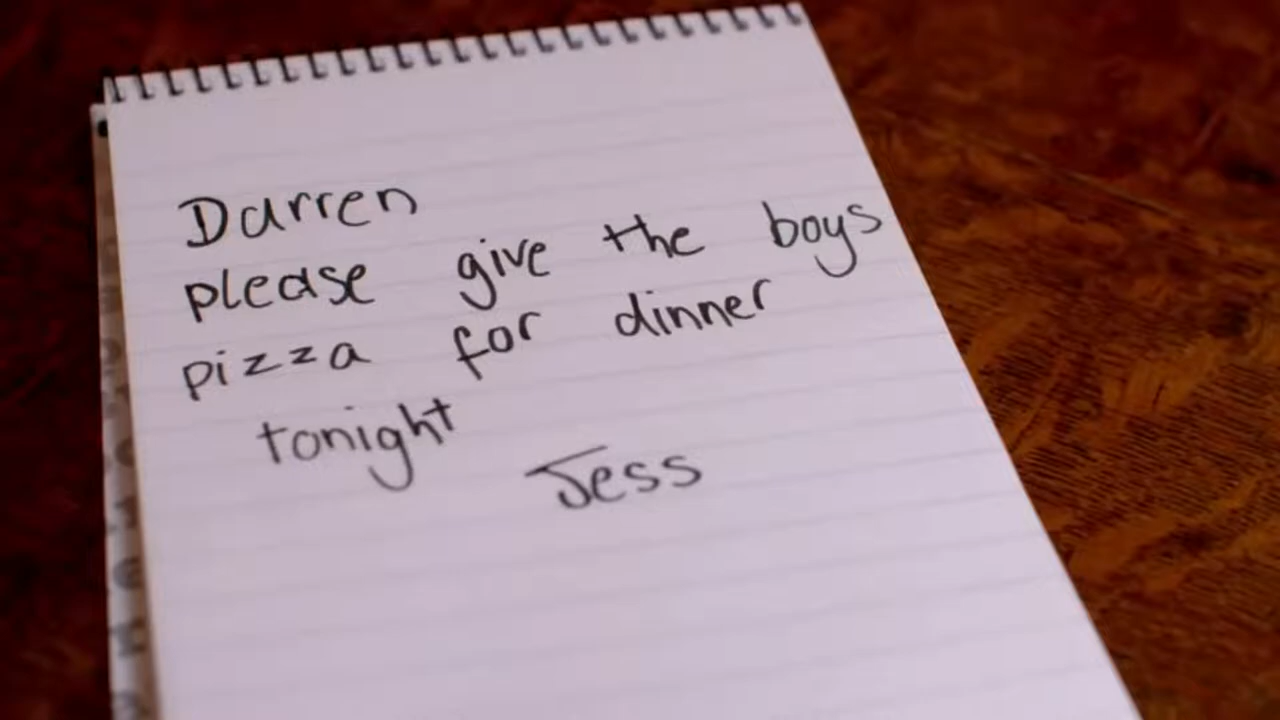 Darren
please give the boys
pizza for dinner
tonight
Jess